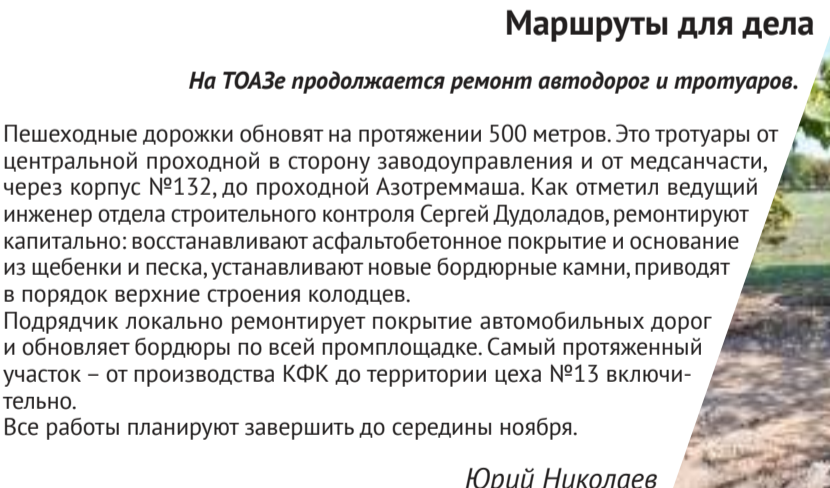 Маршруты для дела
На ТОАЗе продолжается ремонт автодорог и тротуаров.
Пешеходные дорожки обновят на протяжении 500 метров. Это тротуары от
центральной проходной в сторону заводоуправления и от медсанчасти,
через корпус №132, до проходной Азотреммаша. Как отметил ведущий
инженер отдела строительного контроля Сергей Дудоладов, ремонтируют
капитально: восстанавливают асфальтобетонное покрытие и основание
из щебенки и песка, устанавливают новые бордюрные камни, приводят
в порядок верхние строения колодцев.
Подрядчик локально ремонтирует покрытие автомобильных дорог
и обновляет бордюры по всей промплощадке. Самый протяженный
участок – от производства КФК до территории цеха №13 включи-
тельно.
Все работы планируют завершить до середины ноября.
Юрий Николаев